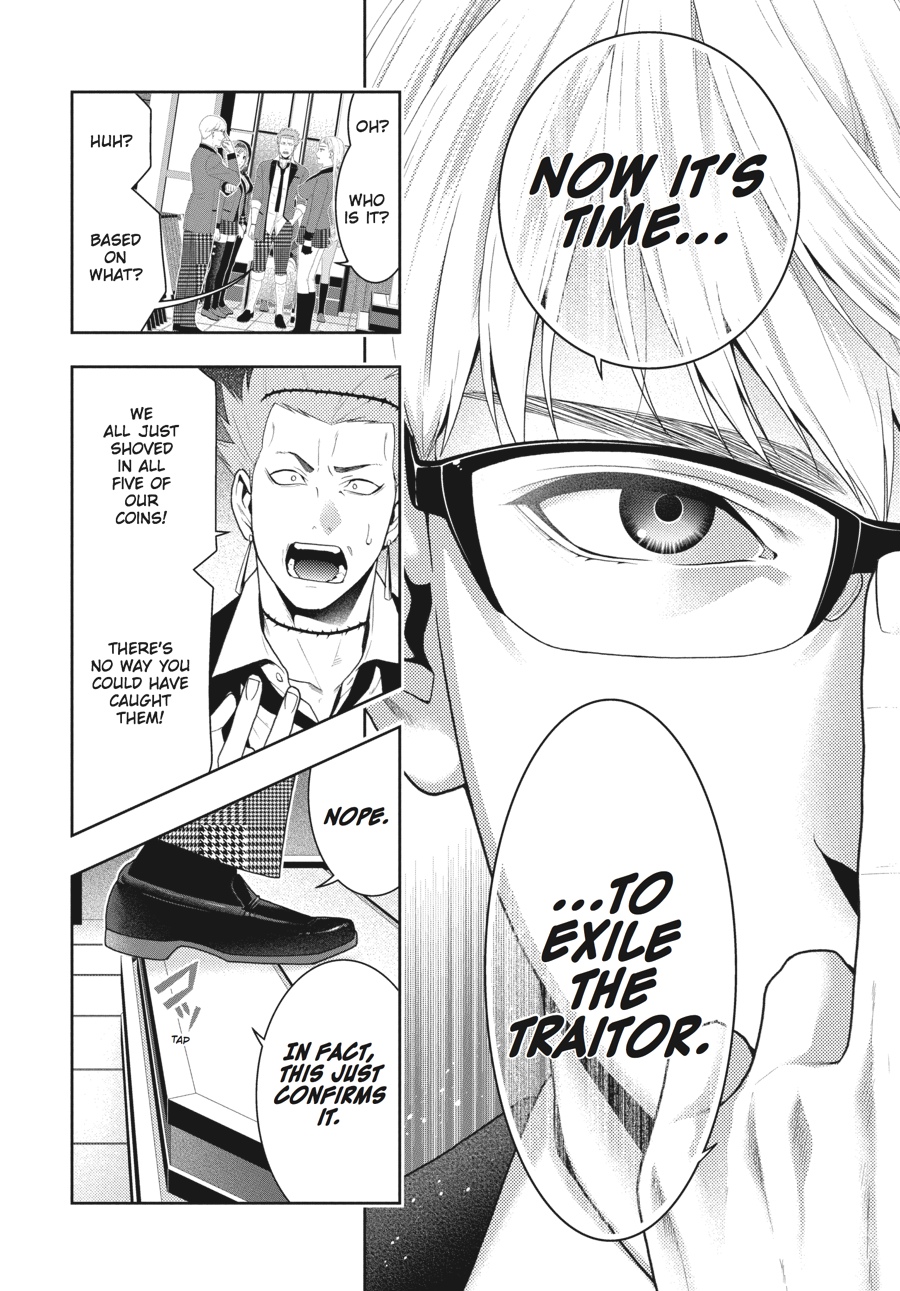 NOW IT'S
TIME...
...TO
EXILE
THE
TRAITOR.
OH?
WHO
IS IT?
HUH?
BASED
ON
WHAT?
WE
ALL JUST
SHOVED
IN ALL
FIVE OF
OUR
COINS!
THERE'S
NO WAY YOU
COULD HAVE
CAUGHT
THEM!
NOPE.
マッ
TAP
IN FACT,
THIS JUST
CONFIRMS
IT.